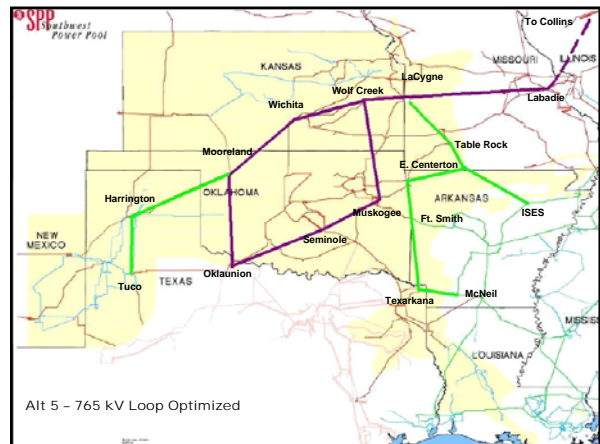 SPP Southwest
Power Pool
To Collins
MISSOURI
ILLINOIS
KANSAS
LaCygne
Wolf Creek
Labadie
Wichita
Table Rock
Mooreland
E. Centerton
Harrington
OKLAHOMA
ARKANSAS
ISES
Muskogee
Ft. Smith
NEW
MEXICO
Seminole
Tuco
TEXAS
Oklaunion
Texarkana
McNeil
MISSISS
LOUISIANA
Alt 5 – 765 kV Loop Optimized